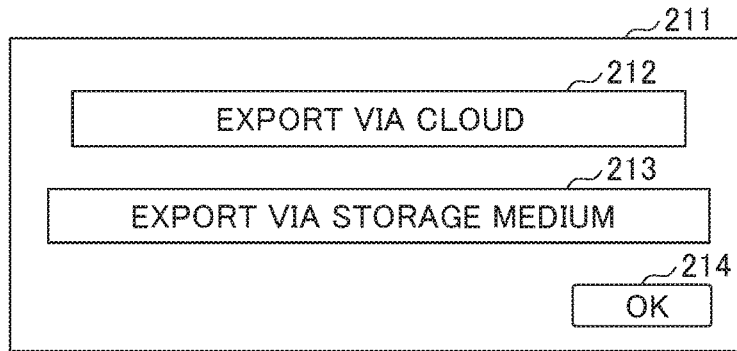 211
212
EXPORT VIA CLOUD
213
EXPORT VIA STORAGE MEDIUM
214
OK